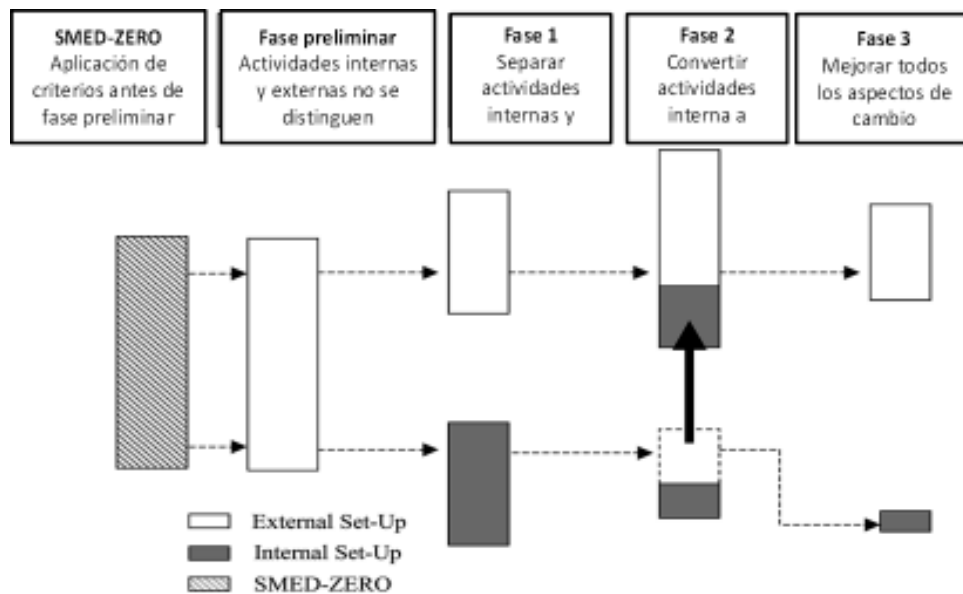 SMED-ZERO
Aplicación de
criterios antes de
fase preliminar
Fase preliminar
Actividades internas
y externas no se
distinguen
Fase 1
Separar
actividades
internas y
Fase 2
Convertir
actividades
interna a
Fase 3
Mejorar todos
los aspectos de
cambio
External Set-Up
Internal Set-Up
SMED-ZERO